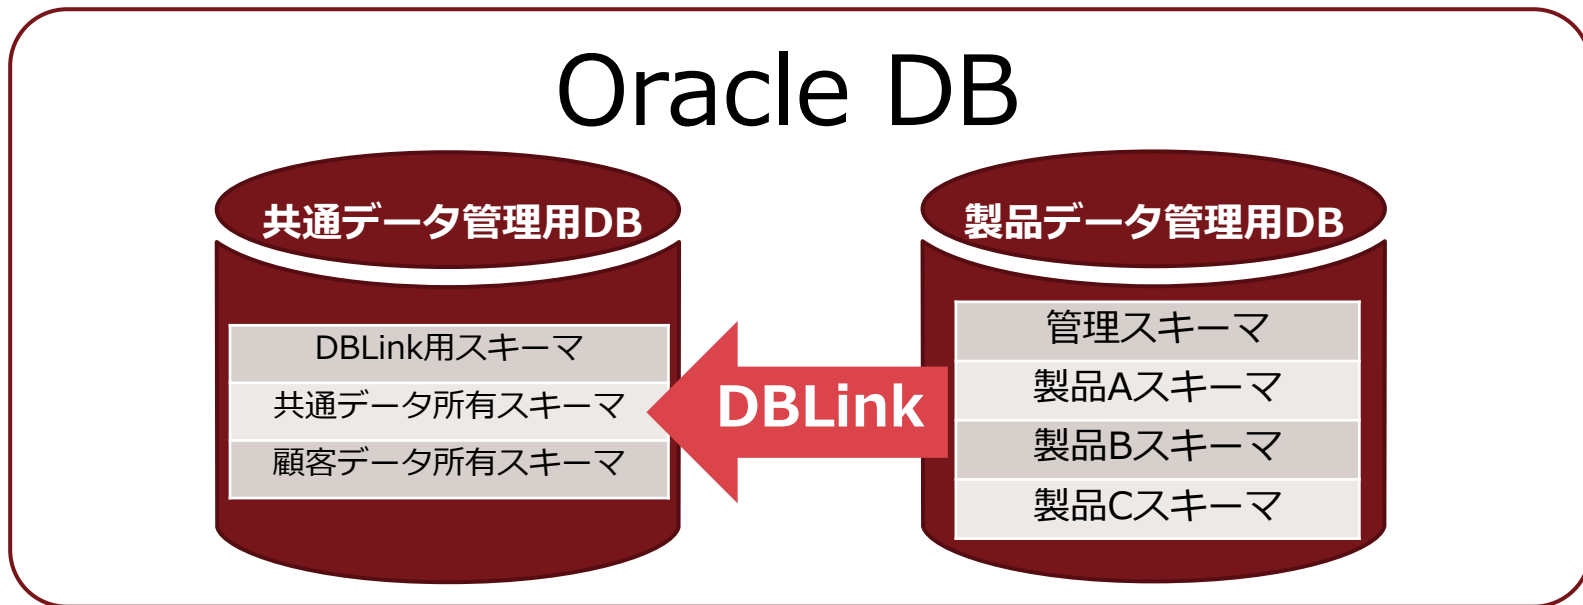 Oracle DB
共通データ管理用DB
DBLink用スキーマ
共通データ所有スキーマ
顧客データ所有スキーマ
DBLink
製品データ管理用DB
管理スキーマ
製品Aスキーマ
製品Bスキーマ
製品Cスキーマ